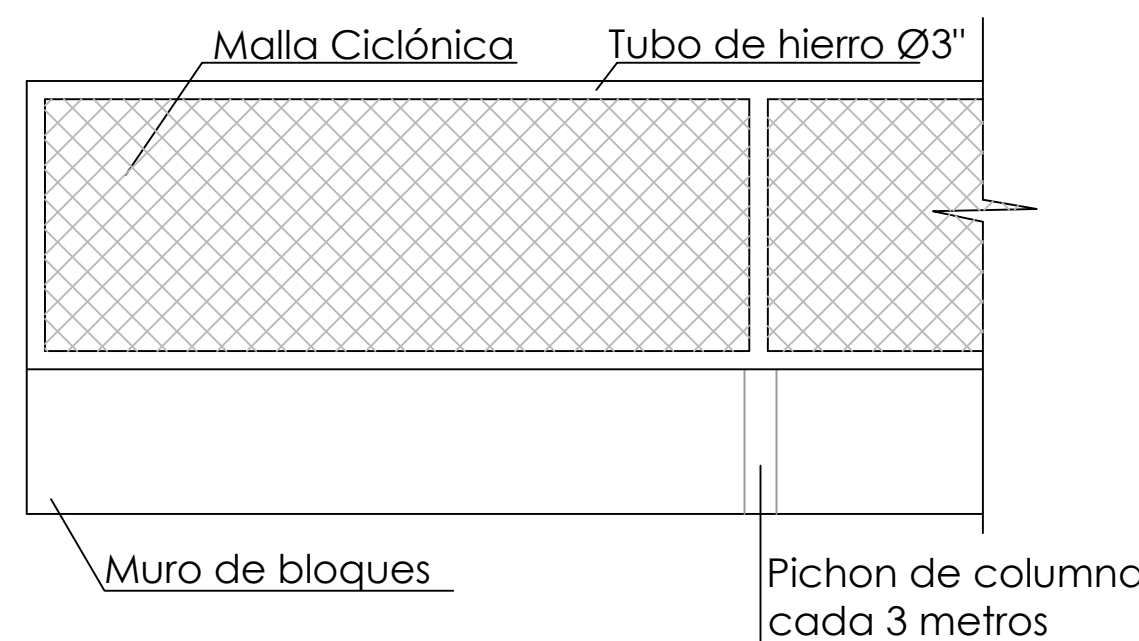 Malla Ciclónica
Tubo de hierro Ø3"
Muro de bloques
Pichon de columna
cada 3 metros